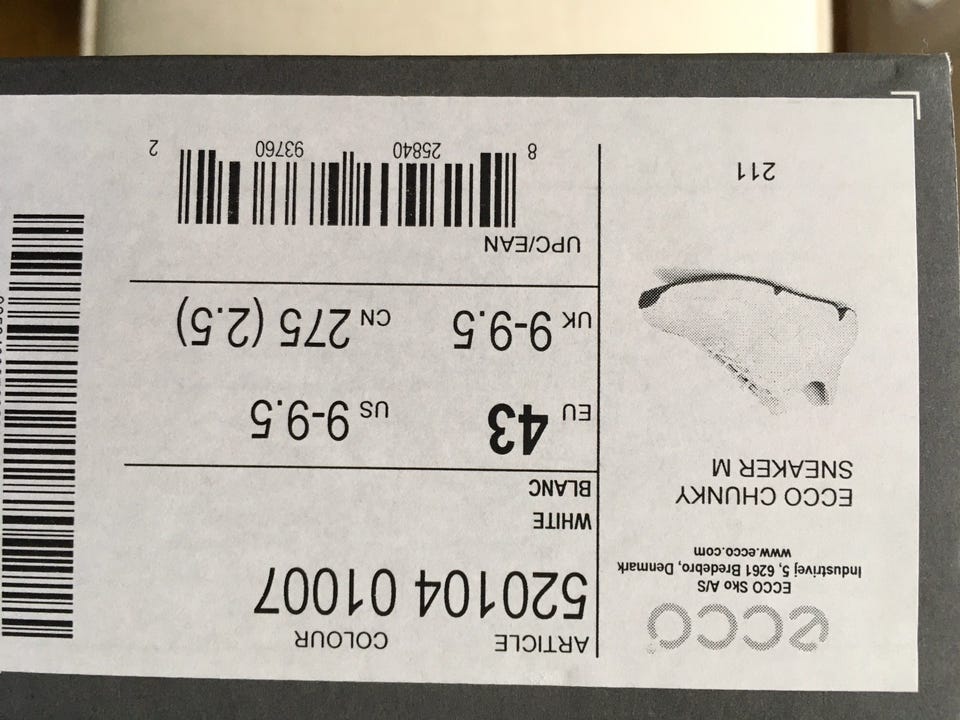 ecco
ECCO Sko A/S
Industrivej 5, 6261 Bredebro, Denmark
www.ecco.com
ECCO CHUNKY
SNEAKER M
211
ARTICLE COLOUR
520104 01007
WHITE
BLANC
EU 43 US 9-9.5
UK 9-9.5 CN 275 (2.5)
UPC/EAN
8 25840 93760 2